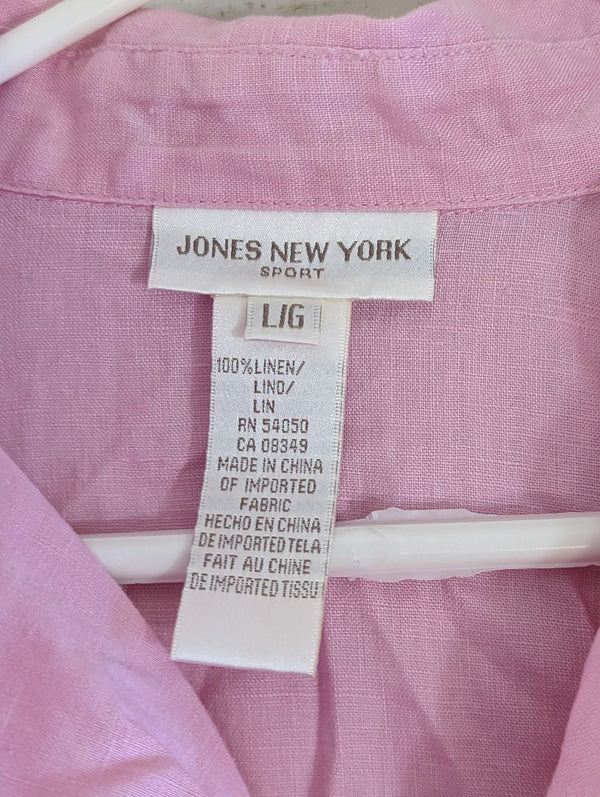 JONES NEW YORK
SPORT
L/G
100%LINEN/
LINO/
LIN
RN 54050
CA 08349
MADE IN CHINA
OF IMPORTED
FABRIC
HECHO EN CHINA
DE IMPORTED TELA
FAIT AU CHINE
DE IMPORTED TISSU